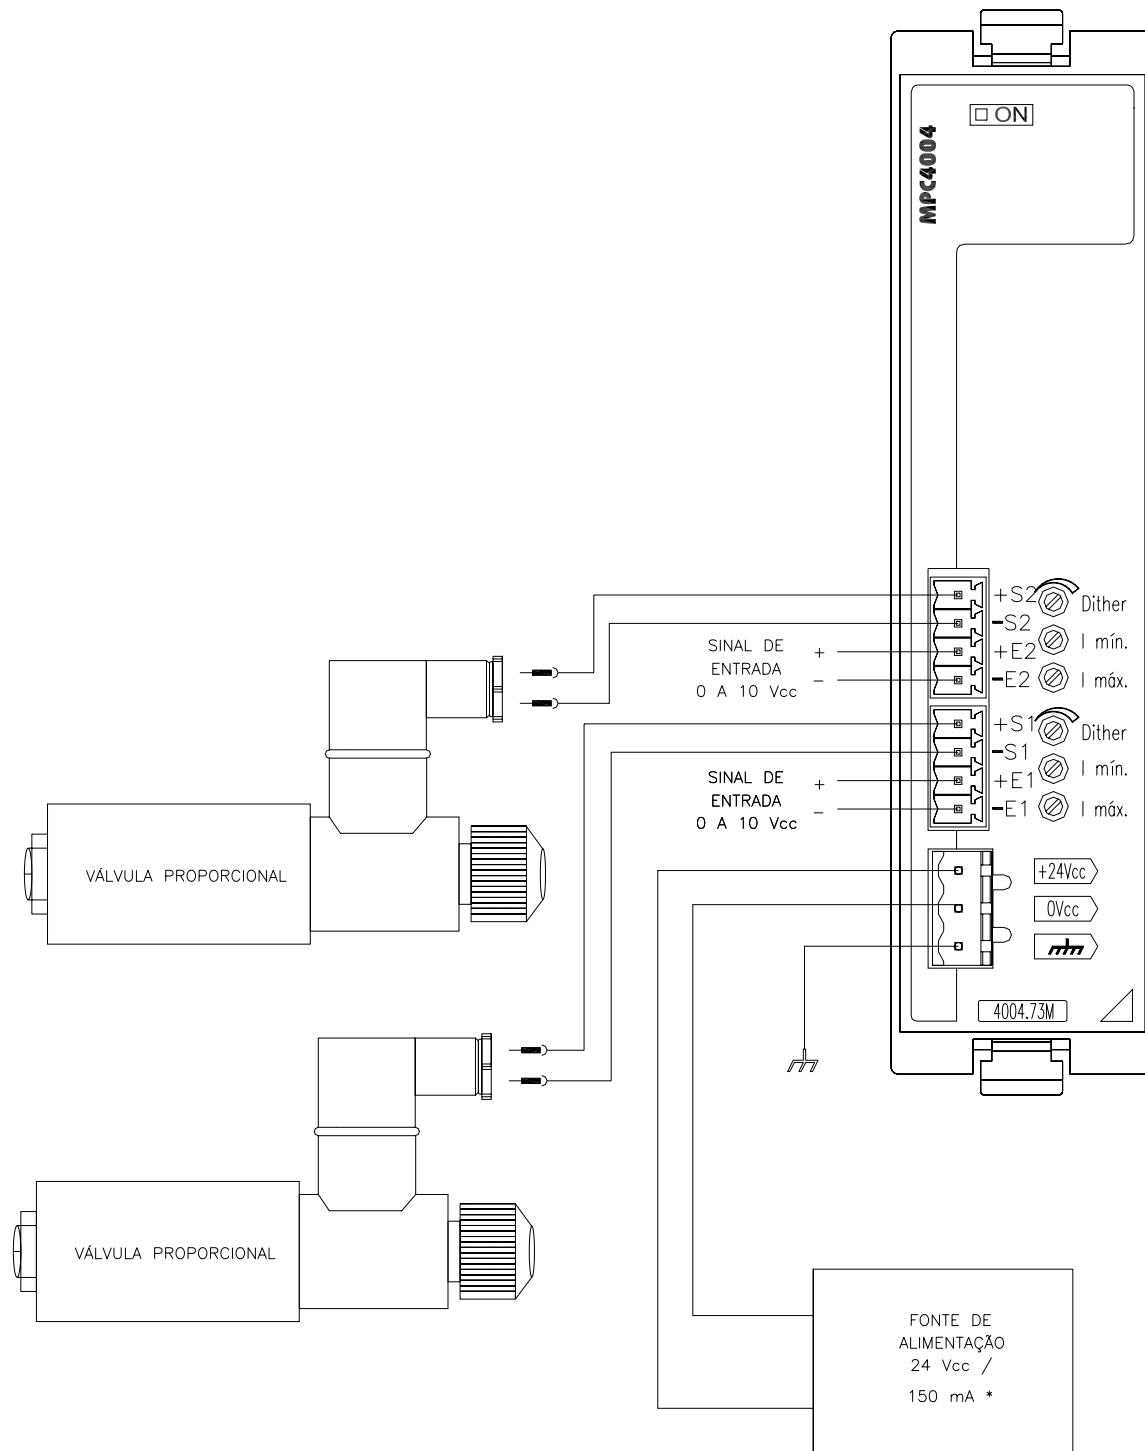 ON
MPC4004
+S2
-S2
+E2
-E2
Dither
I mín.
I máx.
SINAL DE
ENTRADA
0 A 10 Vcc
+
-
+S1
-S1
+E1
-E1
Dither
I mín.
I máx.
SINAL DE
ENTRADA
0 A 10 Vcc
+
-
VÁLVULA PROPORCIONAL
+24Vcc
0Vcc
4004.73M
VÁLVULA PROPORCIONAL
FONTE DE
ALIMENTAÇÃO
24 Vcc /
150 mA *